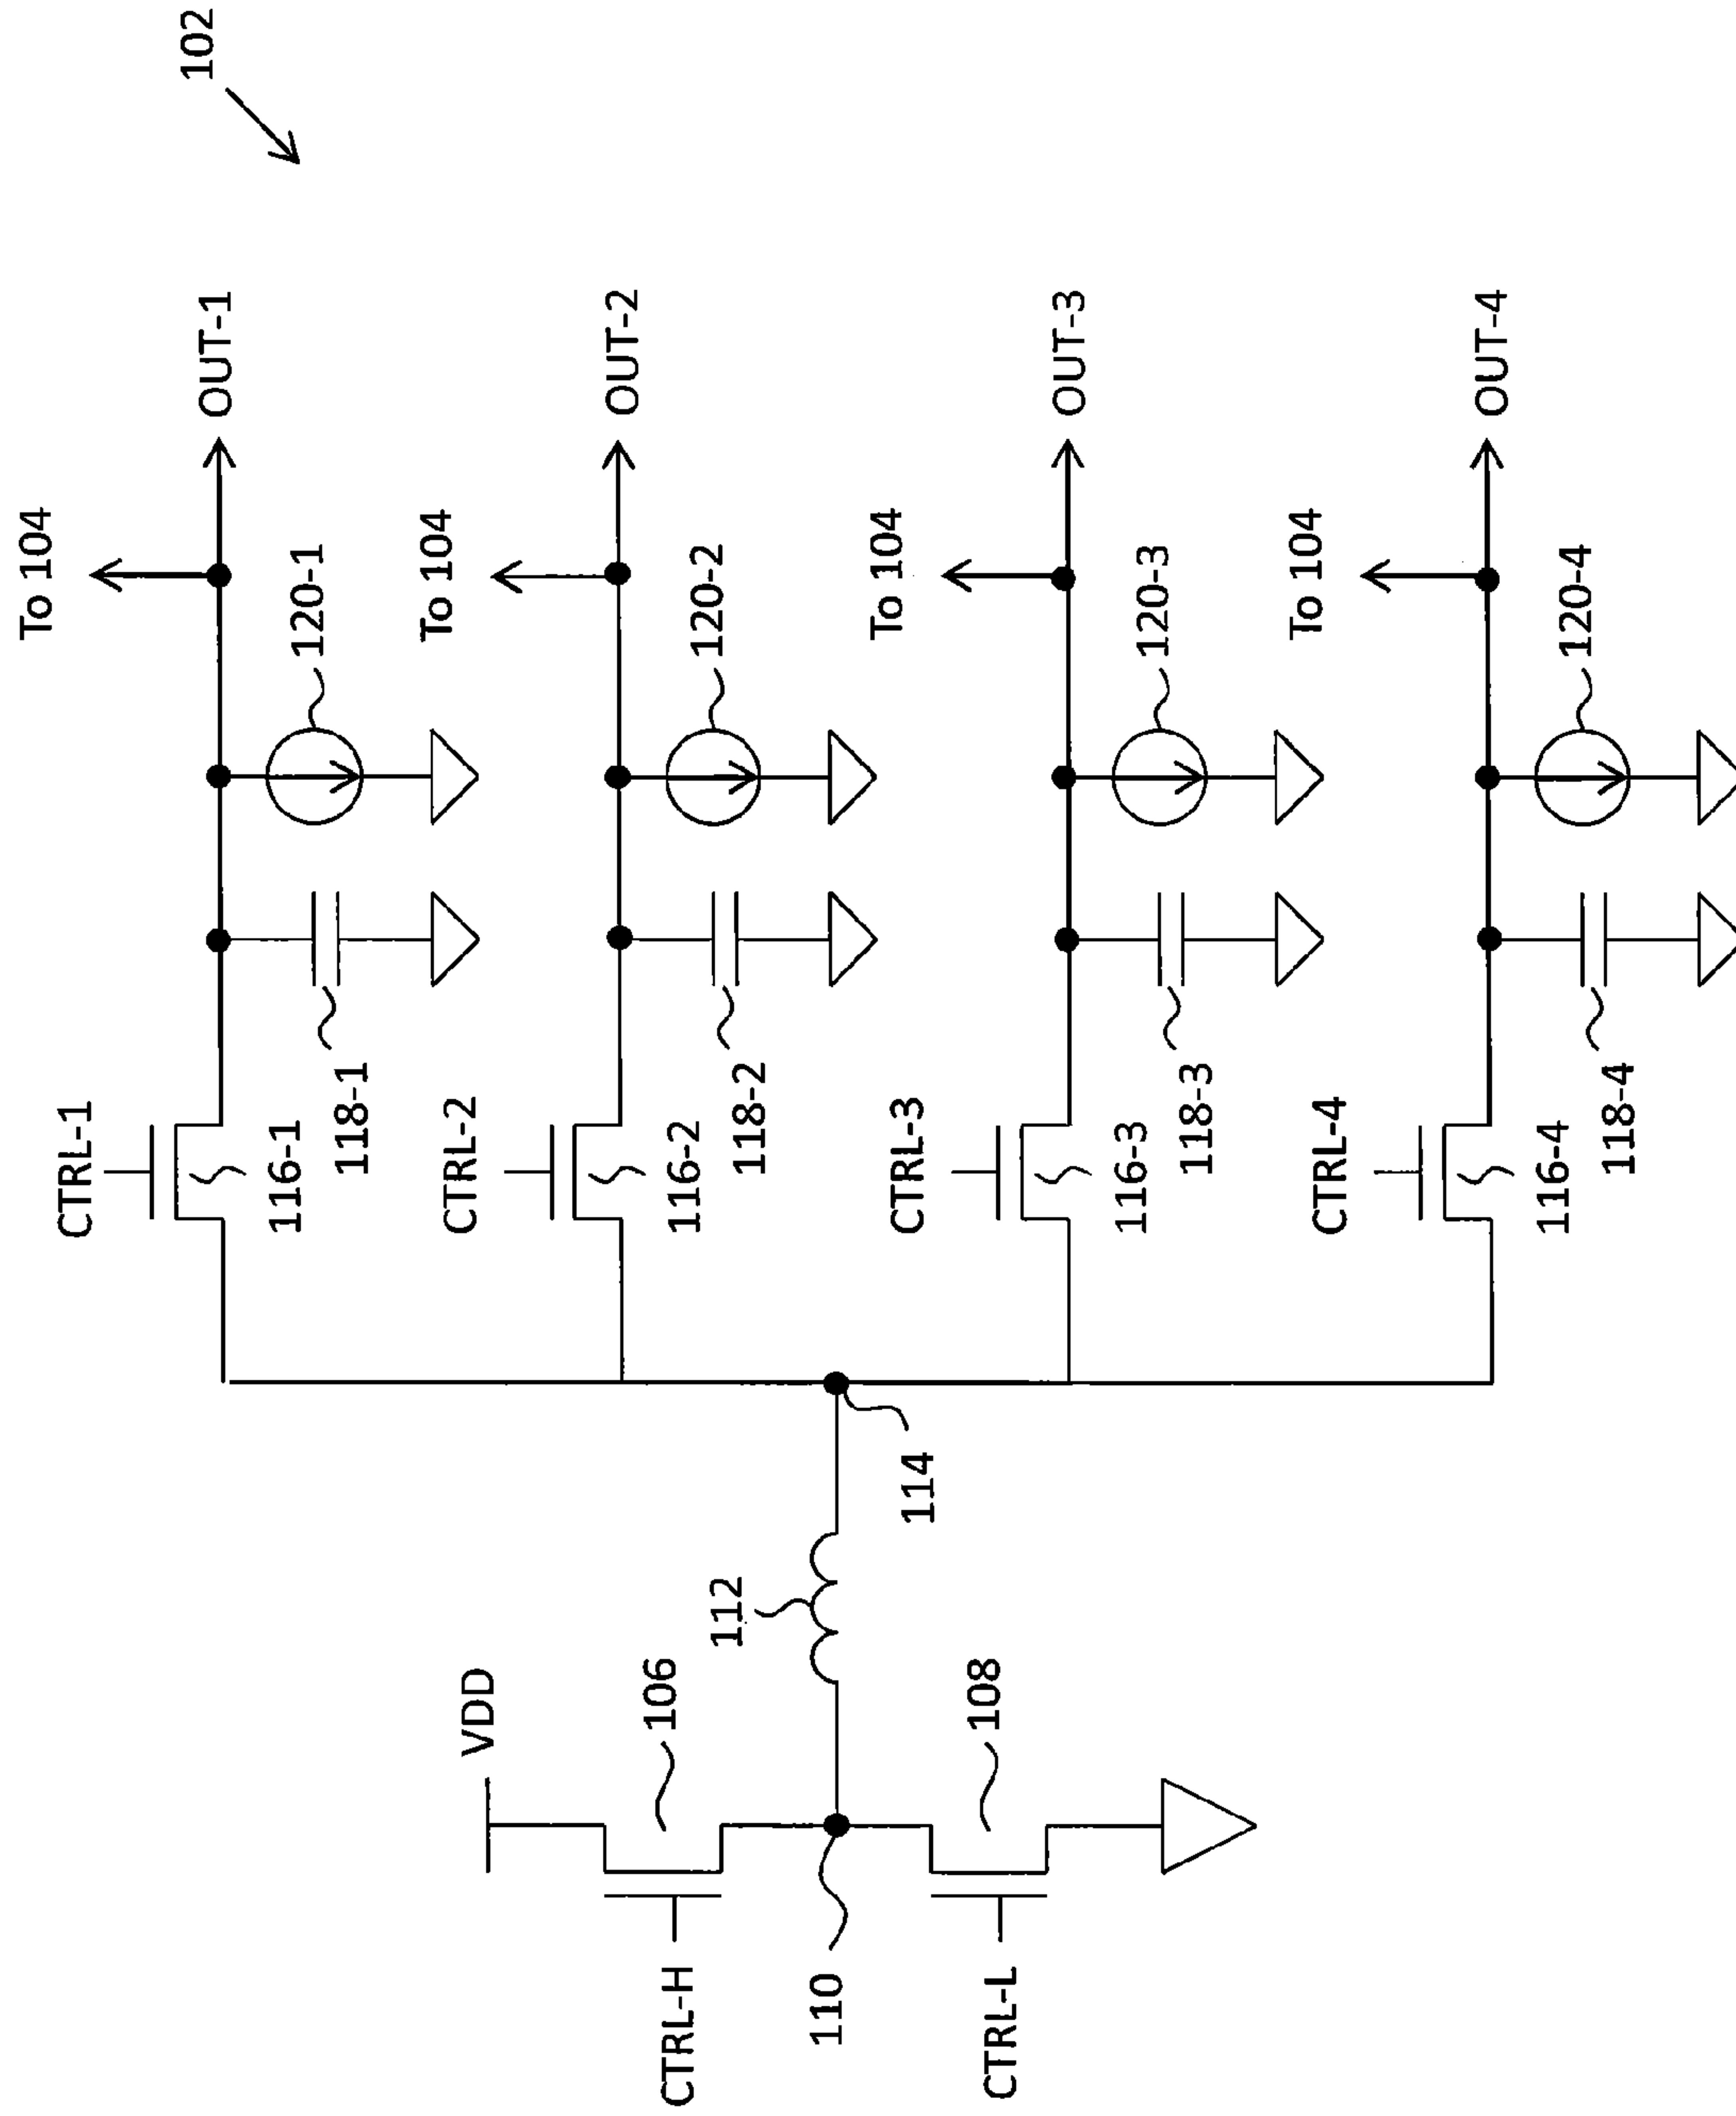 102
To 104
OUT-1
CTRL-1
116-1
118-1
120-1
To 104
OUT-2
CTRL-2
116-2
118-2
120-2
VDD
106
112
CTRL-H
110
114
108
CTRL-L
To 104
OUT-3
CTRL-3
116-3
118-3
120-3
To 104
OUT-4
CTRL-4
116-4
118-4
120-4